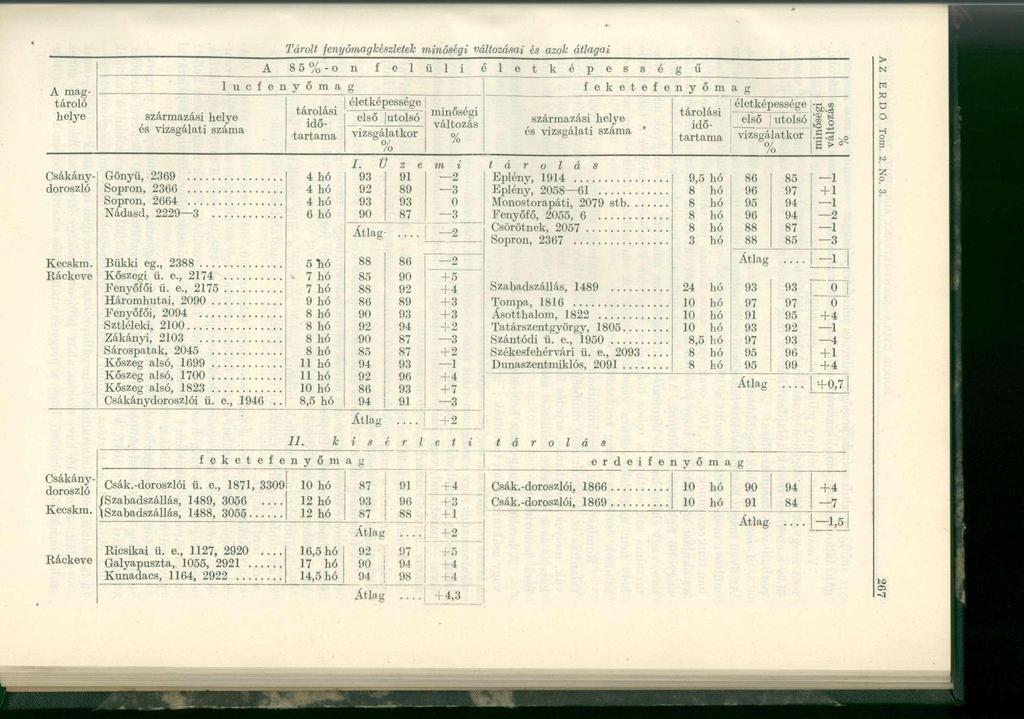 Tárolt fenyőmagkészletek minőségi változásai és azok átlagai
A 85%-on felüli életképességű
A magtároló helye
lucfenyőmag
feketefenyőmag
származási helye és vizsgálati száma
tárolási időtartama
életképessége első utolsó vizsgálatkor %
minőségi változás %
származási helye és vizsgálati száma
tárolási időtartama
életképessége első utolsó vizsgálatkor %
minőségi változás %
I. Üzemi tárolás
Csákánydoroszló
Gönyü, 2369 .... 4 hó 93 91 —2
Sopron, 2366 .... 4 hó 92 89 —3
Sopron, 2664 .... 4 hó 93 93 0
Nádasd, 2229—3 .... 6 hó 90 87 —3
Átlag .... —2
Eplény, 1914 .... 9,5 hó 86 85 —1
Eplény, 2058—61 .... 8 hó 96 97 +1
Monostorapáti, 2079 stb. .... 8 hó 95 94 —1
Fenyőfő, 2055, 6 .... 8 hó 96 94 —2
Csörötnek, 2057 .... 8 hó 88 87 —1
Sopron, 2367 .... 3 hó 88 85 —3
Átlag .... —1
Kecskm. Bükki eg., 2388 .... 5 hó 88 86 —2
Ráckeve Kőszegi ü. e., 2174 .... 7 hó 85 90 +5
Fenyőfői ü. e., 2175 .... 7 hó 88 92 +4
Háromhutai, 2090 .... 9 hó 86 89 +3
Fenyőfői, 2094 .... 8 hó 90 93 +3
Sztléleki, 2100 .... 8 hó 92 94 +2
Zákányi, 2103 .... 8 hó 90 87 —3
Sárospatak, 2045 .... 8 hó 85 87 +2
Kőszeg alsó, 1699 .... 11 hó 94 93 —1
Kőszeg alsó, 1700 .... 11 hó 92 96 +4
Kőszeg alsó, 1823 .... 10 hó 86 93 +7
Csákánydoroszlói ü. e., 1946 .. 8,5 hó 94 91 —3
Átlag .... +2
Szabadszállás, 1489 .... 24 hó 93 93 0
Tompa, 1816 .... 10 hó 97 97 0
Ásotthalom, 1822 .... 10 hó 91 95 +4
Tatárszentgyörgy, 1805 .... 10 hó 93 92 —1
Szántódi ü. e., 1950 .... 8,5 hó 97 93 —4
Székesfehérvári ü. e., 2093 .... 8 hó 95 96 +1
Dunaszentmiklós, 2091 .... 8 hó 95 99 +4
Átlag .... +0,7
II. kisérleti tárolás
feketefenyőmag
erdeifenyőmag
Csákánydoroszló Csák.-doroszlói ü. e., 1871, 3309 10 hó 87 91 +4
Kecskm. Szabadszállás, 1489, 3056 .... 12 hó 93 96 +3
Szabadszállás, 1488, 3055 .... 12 hó 87 88 +1
Átlag .... +2
Csák.-doroszlói, 1866 .... 10 hó 90 94 +4
Csák.-doroszlói, 1869 .... 10 hó 91 84 —7
Átlag .... —1,5
Ráckeve Ricsikai ü. e., 1127, 2920 .... 16,5 hó 92 97 +5
Galyapuszta, 1055, 2921 .... 17 hó 90 94 +4
Kunadacs, 1164, 2922 .... 14,5 hó 94 98 +4
Átlag .... +4,3
AZ ERDŐ Tom. 2. No. 3.
267